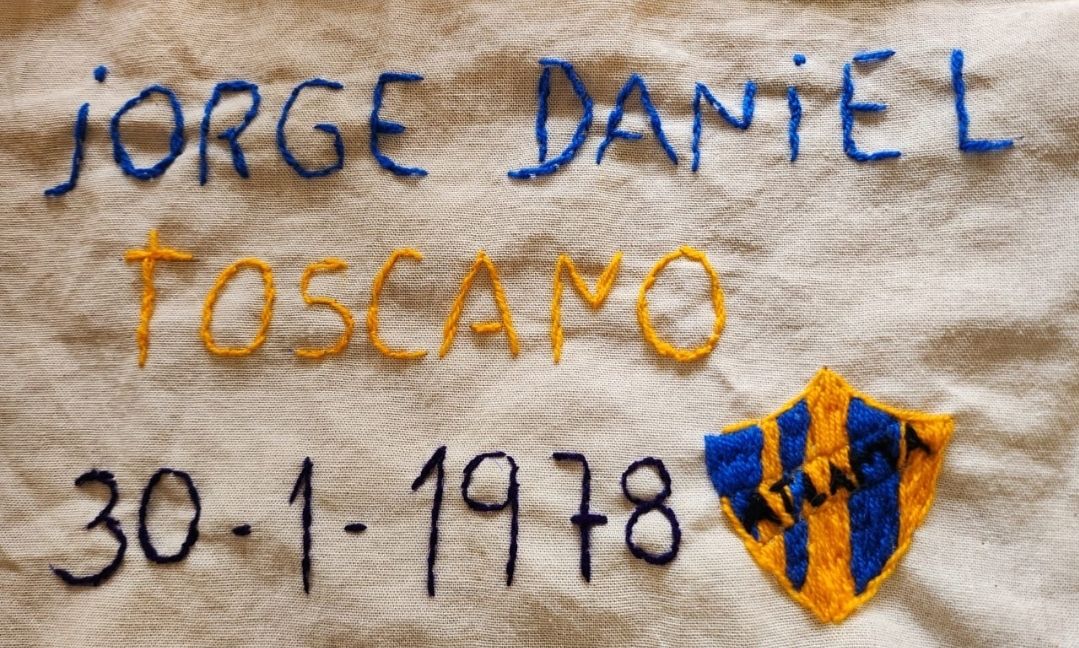 jORGE DANiEL
TOSCANO
30-1-1978
ATLANTA